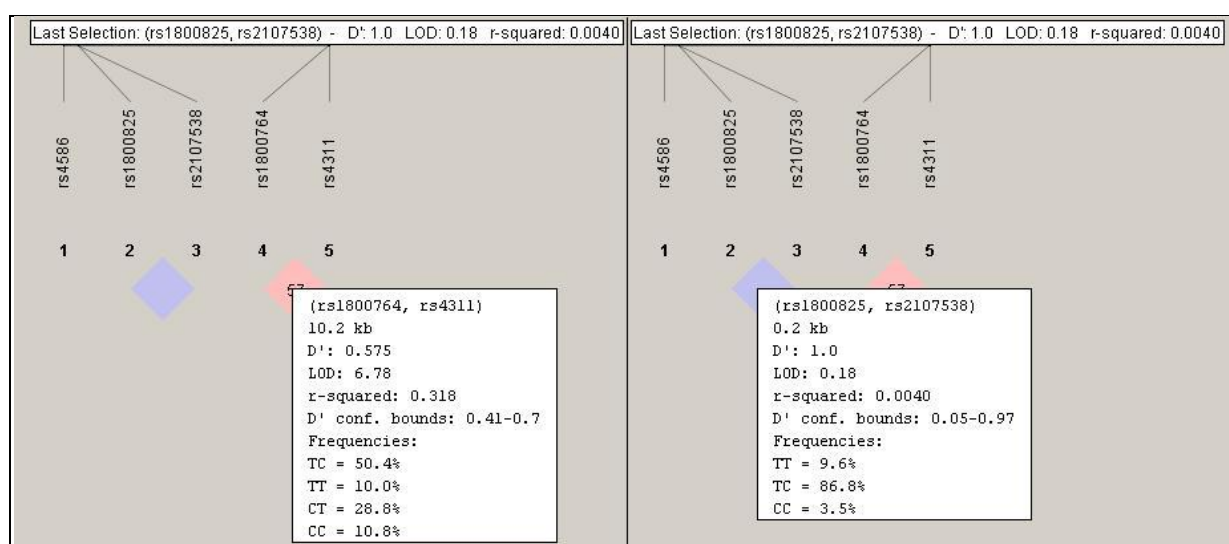 Last Selection: (rs1800825, rs2107538) - D': 1.0 LOD: 0.18 r-squared: 0.0040
rs4586
rs1800825
rs2107538
rs1800764
rs4311
1 2 3 4 5
(rs1800764, rs4311)
10.2 kb
D': 0.575
LOD: 6.78
r-squared: 0.318
D' conf. bounds: 0.41-0.7
Frequencies:
TC = 50.4%
TT = 10.0%
CT = 28.8%
CC = 10.8%
Last Selection: (rs1800825, rs2107538) - D': 1.0 LOD: 0.18 r-squared: 0.0040
rs4586
rs1800825
rs2107538
rs1800764
rs4311
1 2 3 4 5
(rs1800825, rs2107538)
0.2 kb
D': 1.0
LOD: 0.18
r-squared: 0.0040
D' conf. bounds: 0.05-0.97
Frequencies:
TT = 9.6%
TC = 86.8%
CC = 3.5%